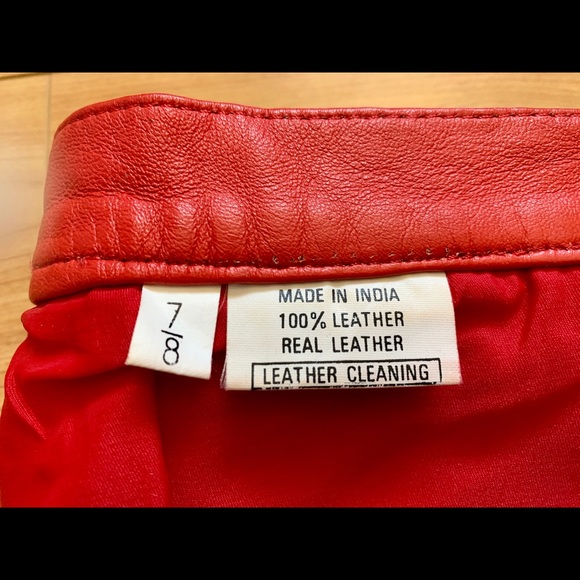 7/8
MADE IN INDIA
100% LEATHER
REAL LEATHER
LEATHER CLEANING